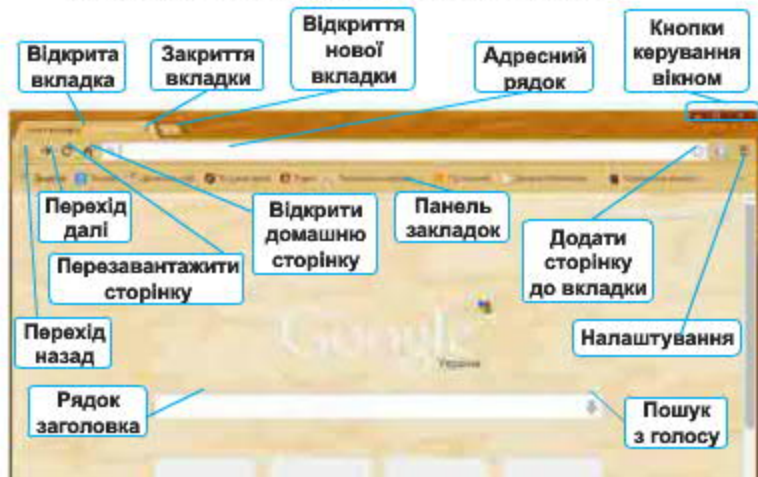 Відкрита
вкладка
Закриття
вкладки
Відкриття
нової
вкладки
Адресний
рядок
Кнопки
керування
вікном
Перехід
далі
Перезавантажити
сторінку
Відкрити
домашню
сторінку
Панель
закладок
Додати
сторінку
до вкладки
Перехід
назад
Налаштування
Google
Україна
Рядок
заголовка
Пошук
з голосу